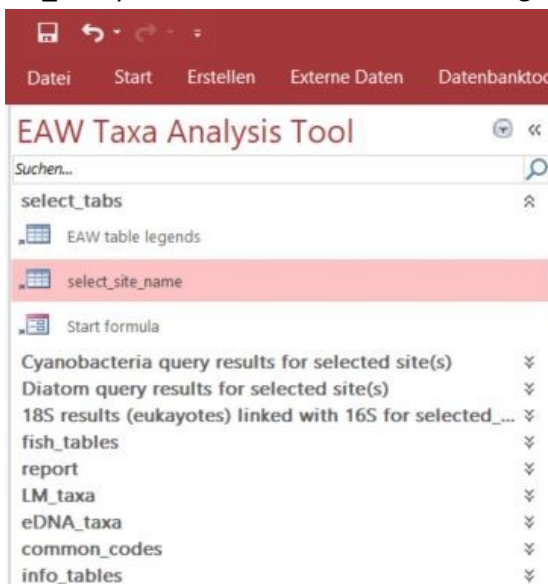 Datei Start Erstellen Externe Daten Datenbanktoo
EAW Taxa Analysis Tool
Suchen...
select_tabs
EAW table legends
select_site_name
Start formula
Cyanobacteria query results for selected site(s)
Diatom query results for selected site(s)
18S results (eukayotes) linked with 16S for selected_...
fish_tables
report
LM_taxa
eDNA_taxa
common_codes
info_tables